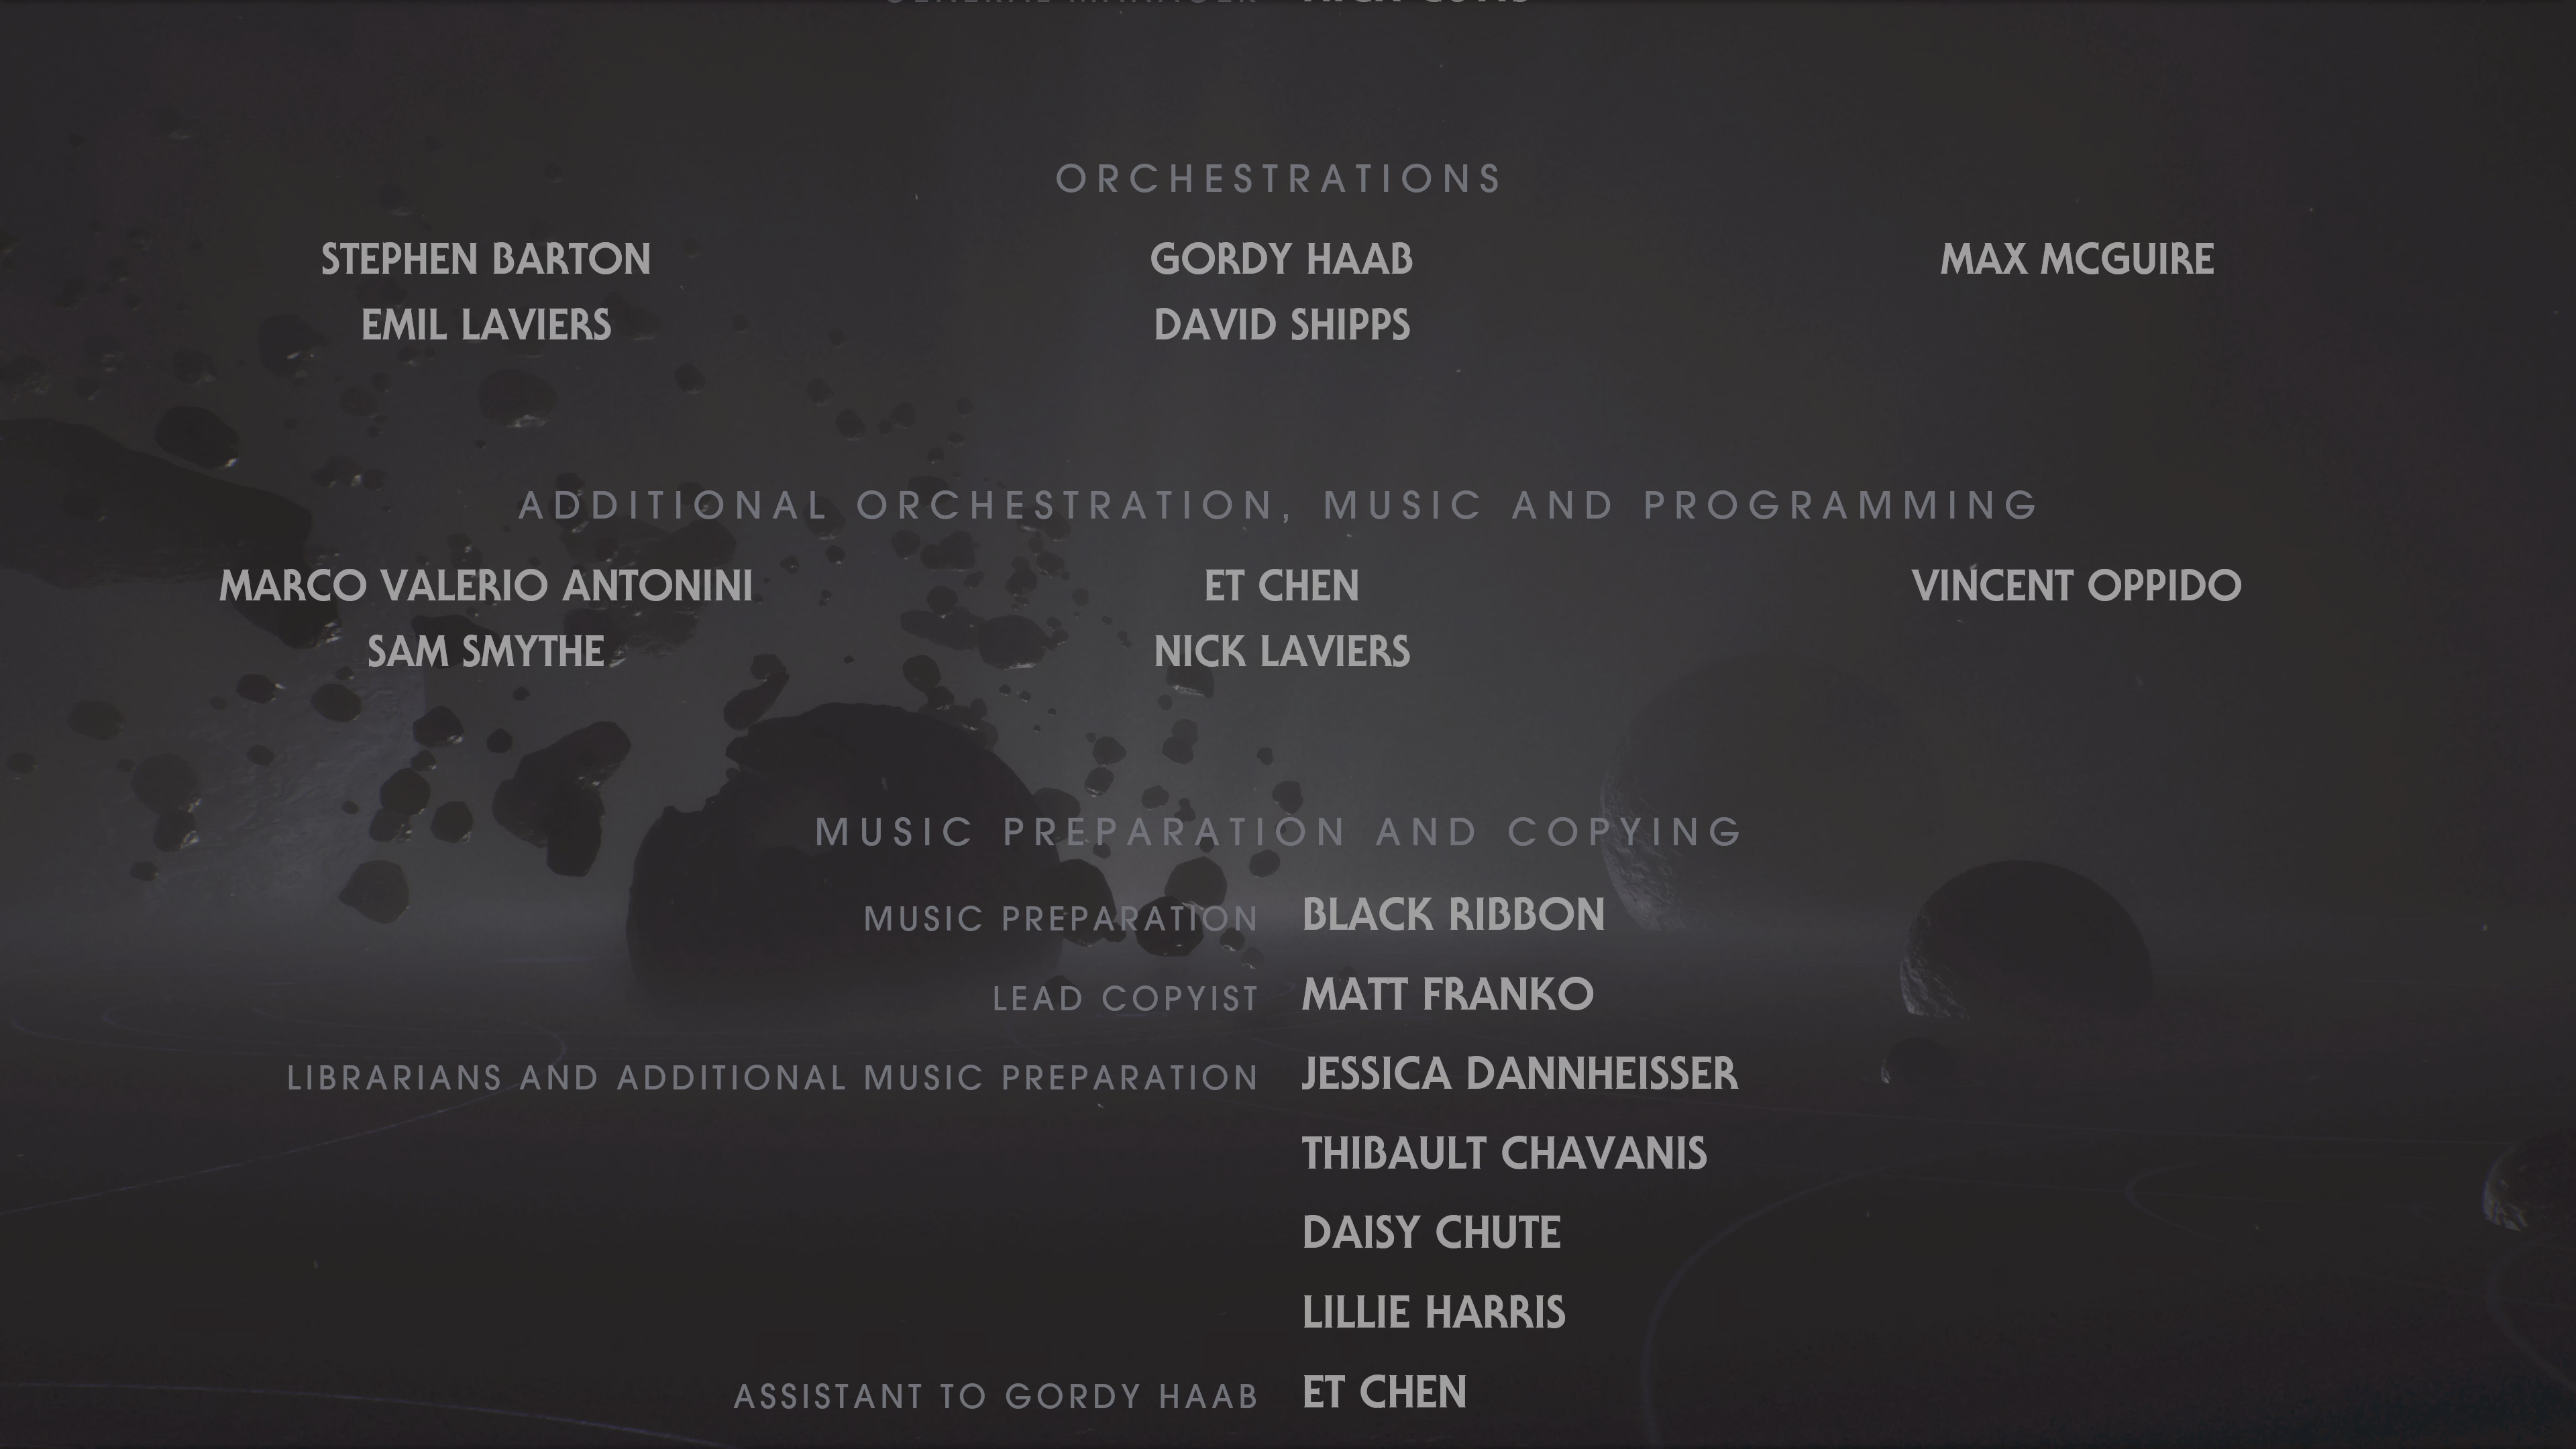 ORCHESTRATIONS
STEPHEN BARTON GORDY HAAB MAX MCGUIRE
EMIL LAVIERS DAVID SHIPPS
ADDITIONAL ORCHESTRATION, MUSIC AND PROGRAMMING
MARCO VALERIO ANTONINI ET CHEN VINCENT OPPIDO
SAM SMYTHE NICK LAVIERS
MUSIC PREPARATION AND COPYING
MUSIC PREPARATION BLACK RIBBON
LEAD COPYIST MATT FRANKO
LIBRARIANS AND ADDITIONAL MUSIC PREPARATION JESSICA DANNHEISSER
THIBAULT CHAVANIS
DAISY CHUTE
LILLIE HARRIS
ASSISTANT TO GORDY HAAB ET CHEN